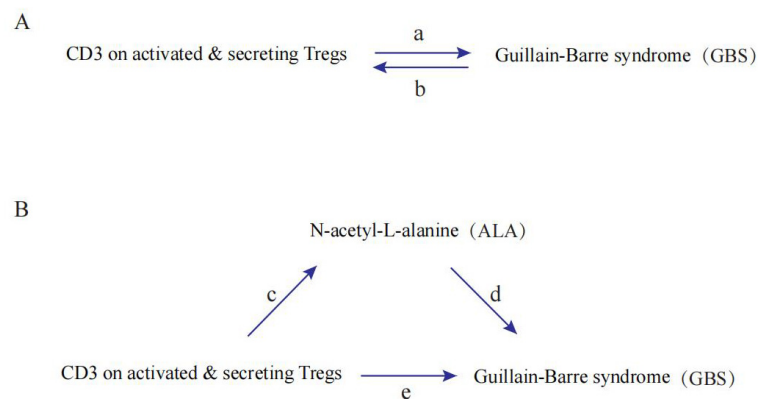 A
a
CD3 on activated & secreting Tregs
Guillain-Barre syndrome（GBS）
b
B
N-acetyl-L-alanine（ALA）
c
d
CD3 on activated & secreting Tregs
Guillain-Barre syndrome（GBS）
e